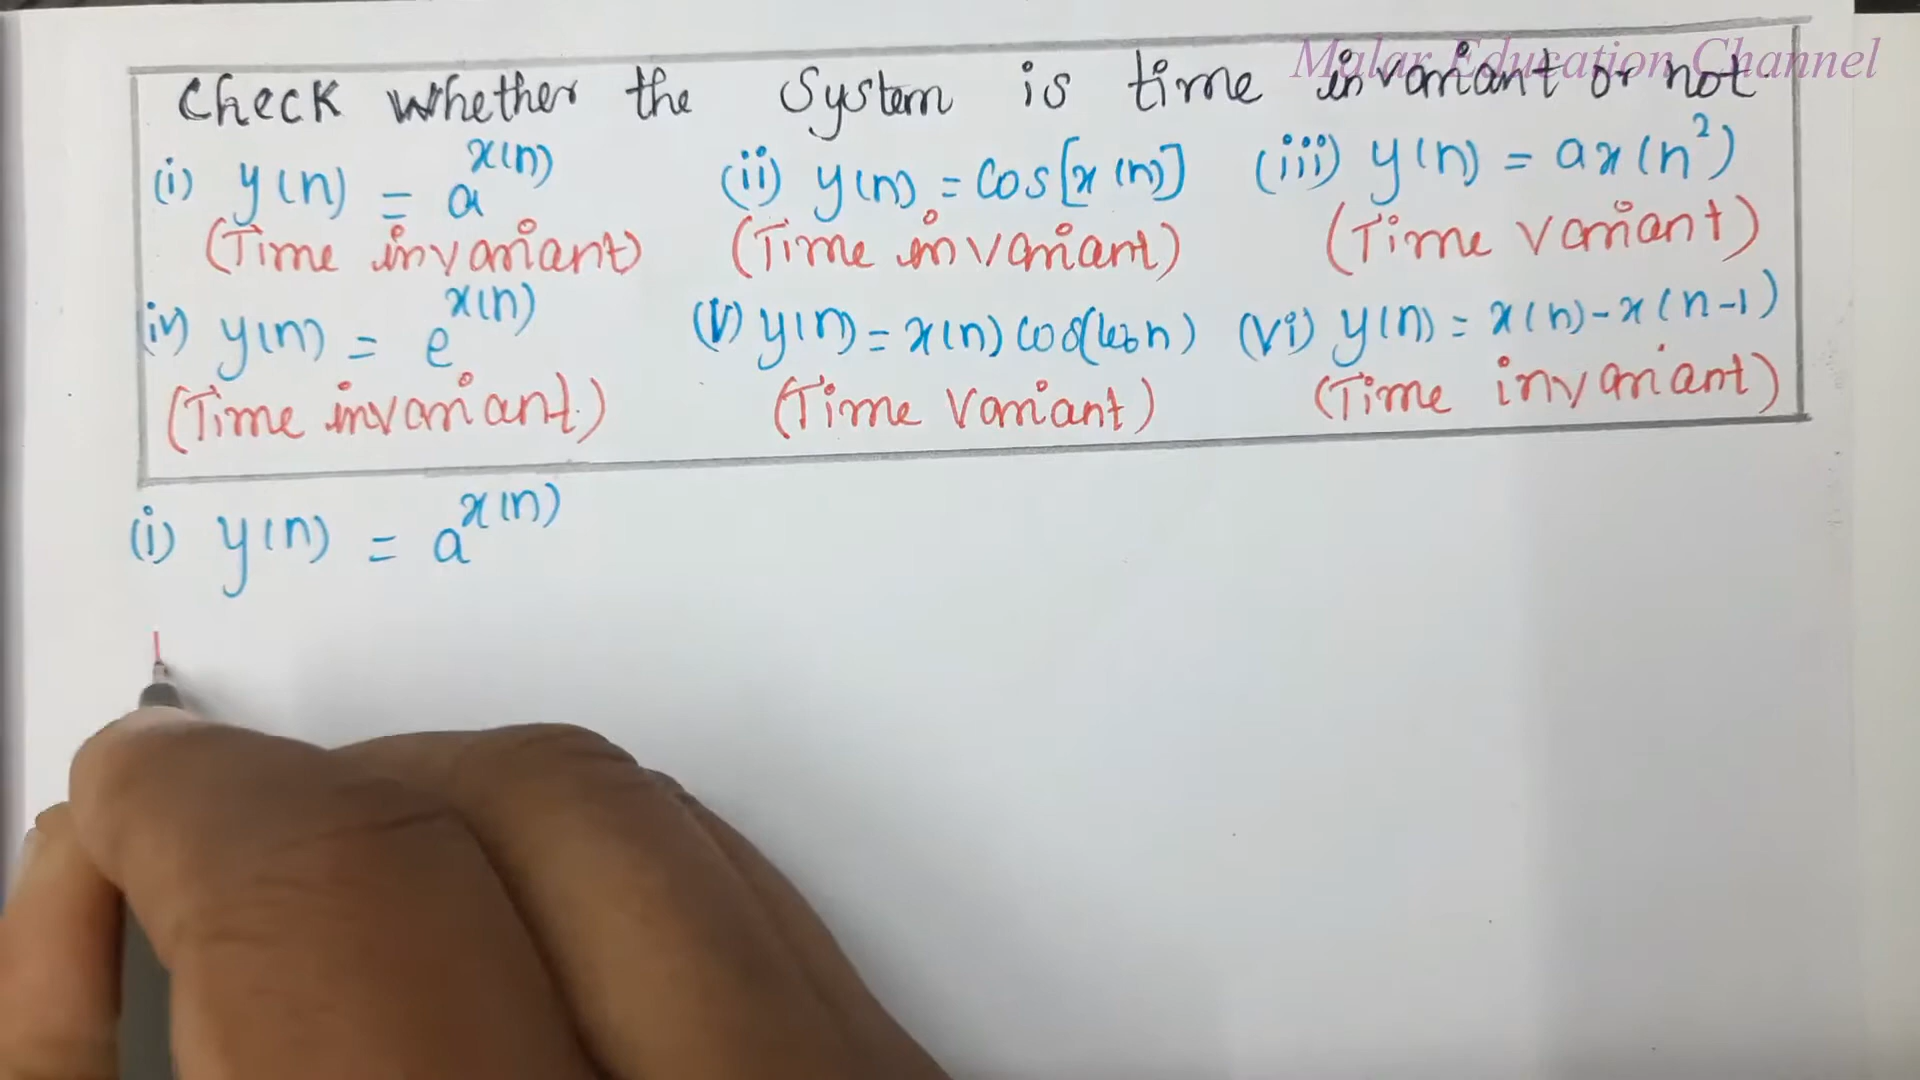 Malar Education Channel
Check whether the System is time invariant or not
(i) y(n) = a^x(n) (ii) y(n) = cos[x(n)] (iii) y(n) = ax(n²)
(Time invariant) (Time invariant) (Time variant)
(iv) y(n) = e^x(n) (v) y(n) = x(n) cos(ω₀n) (vi) y(n) = x(n) - x(n-1)
(Time invariant) (Time variant) (Time invariant)
(i) y(n) = a^x(n)